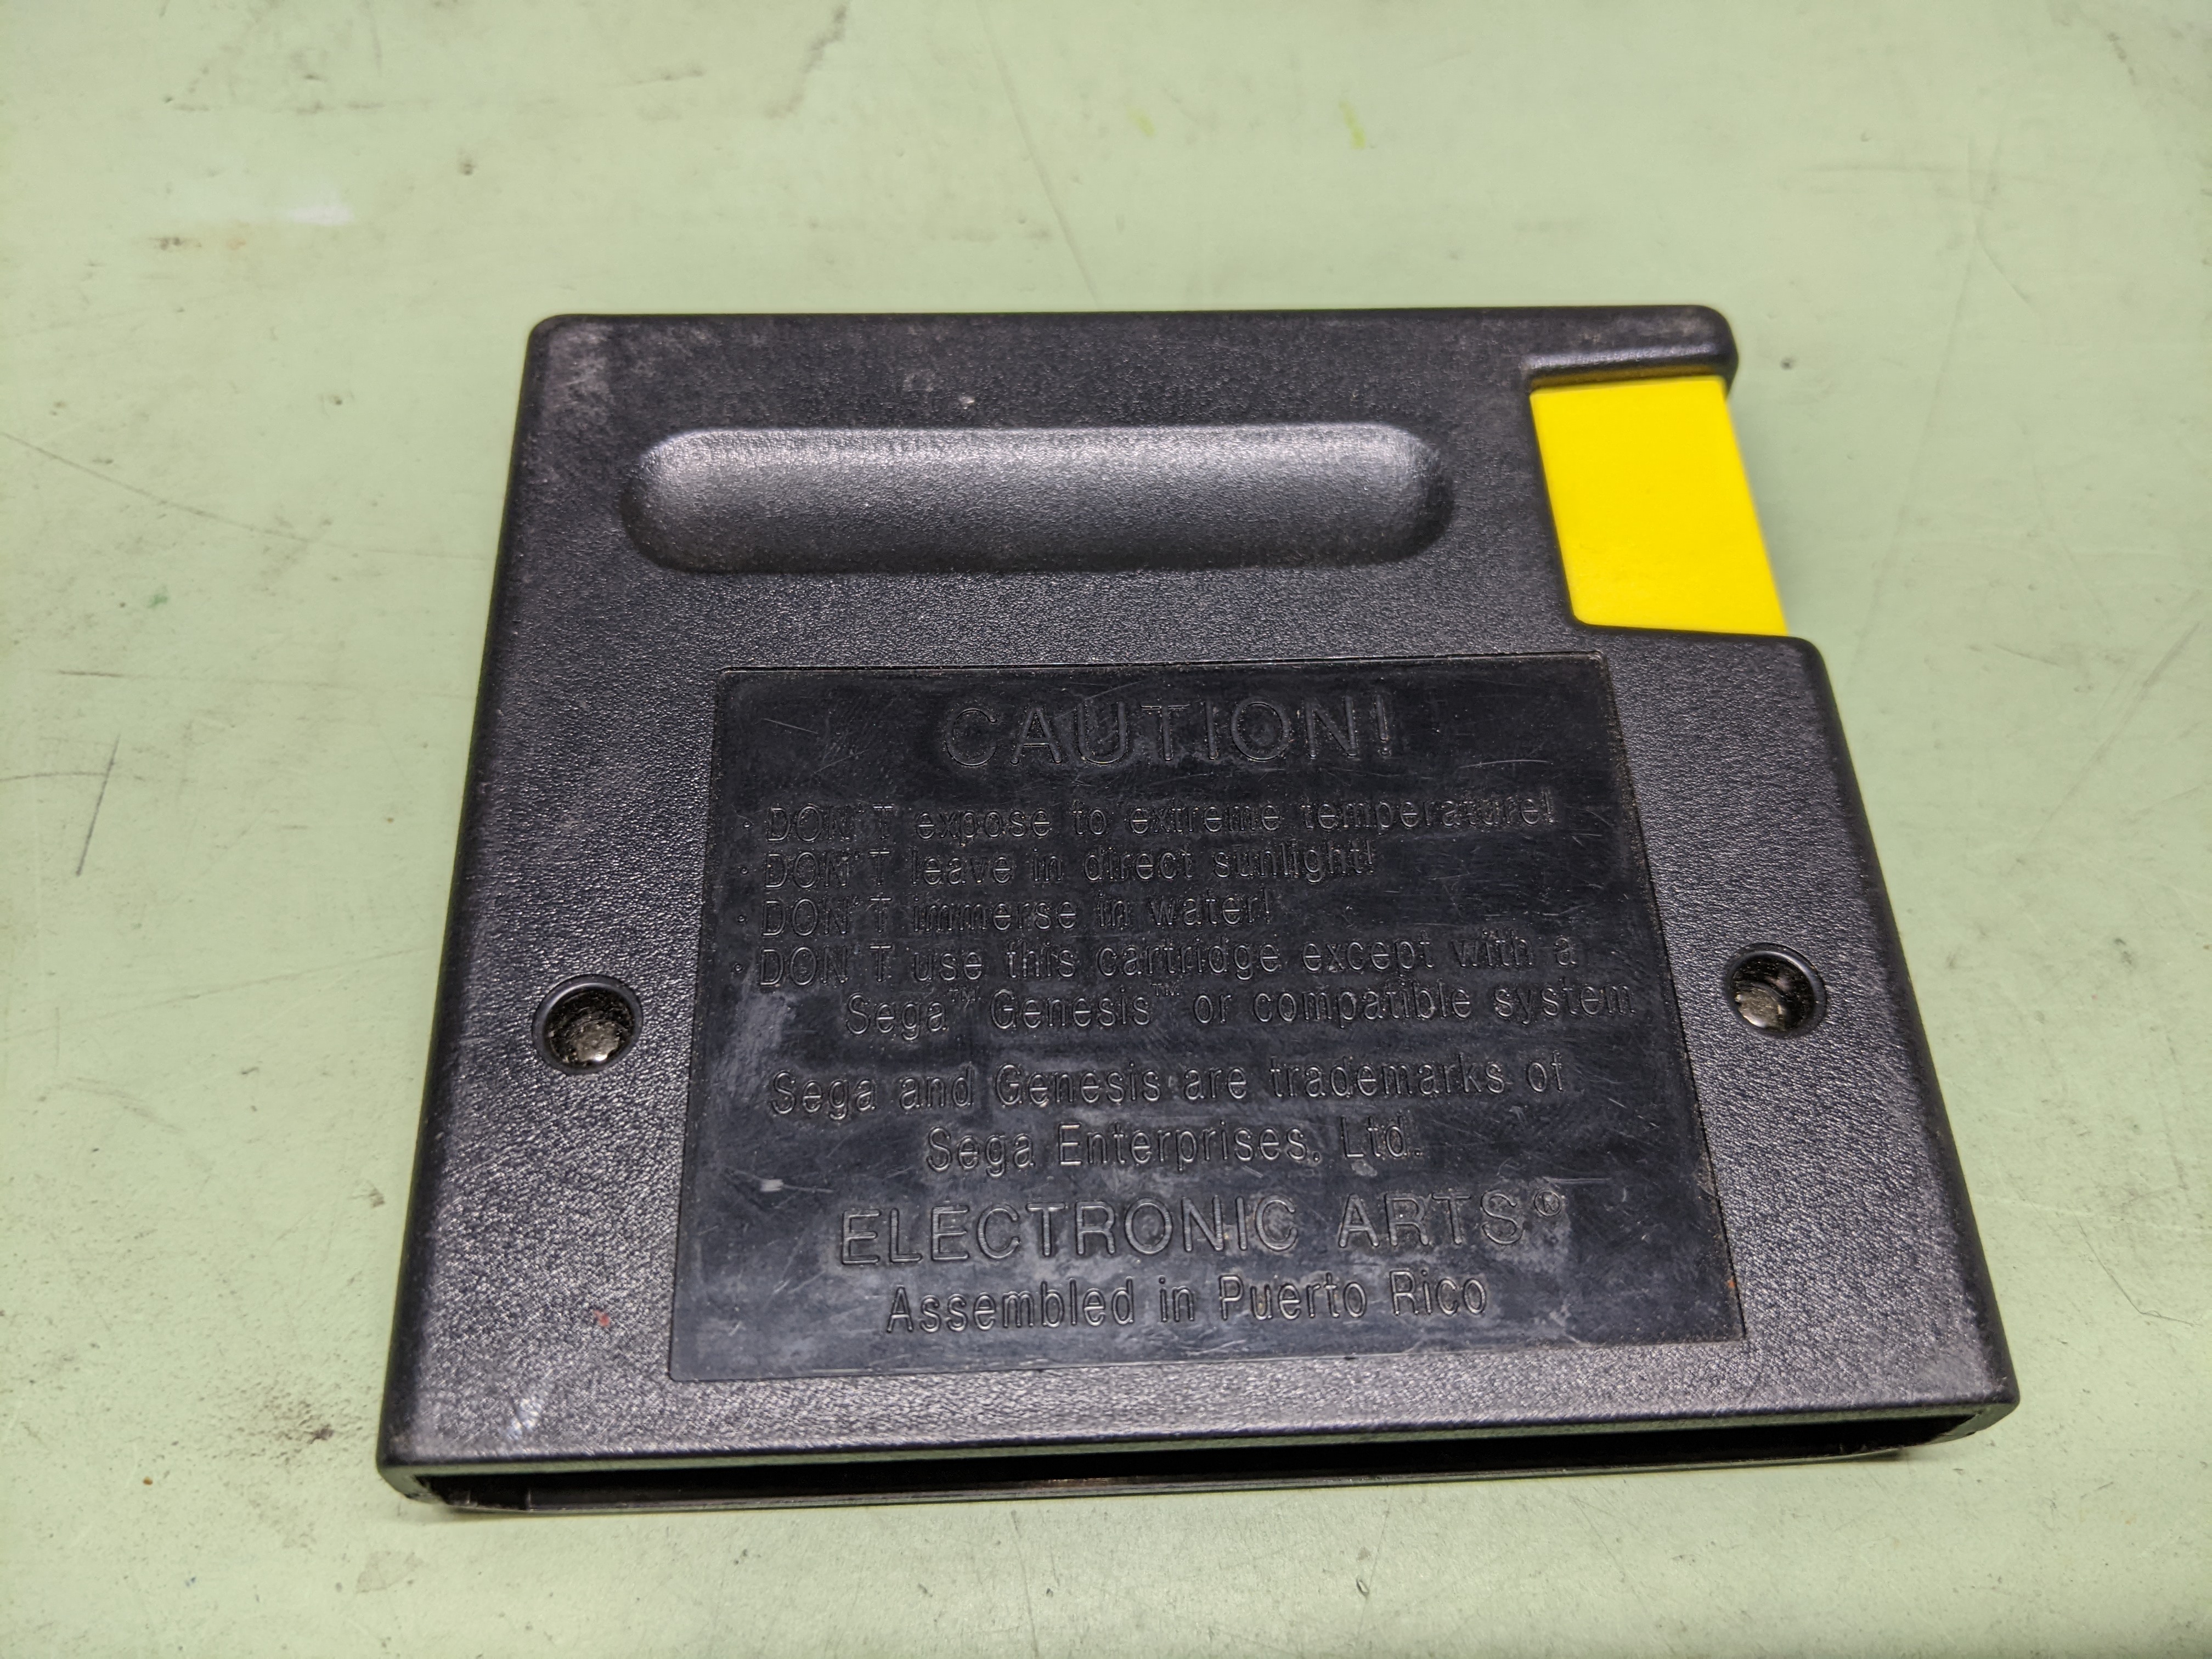 CAUTION!
· DON'T expose to extreme temperature!
· DON'T leave in direct sunlight!
· DON'T immerse in water!
· DON'T use this cartridge except with a
Sega™ Genesis™ or compatible system
Sega and Genesis are trademarks of
Sega Enterprises, Ltd.
ELECTRONIC ARTS®
Assembled in Puerto Rico